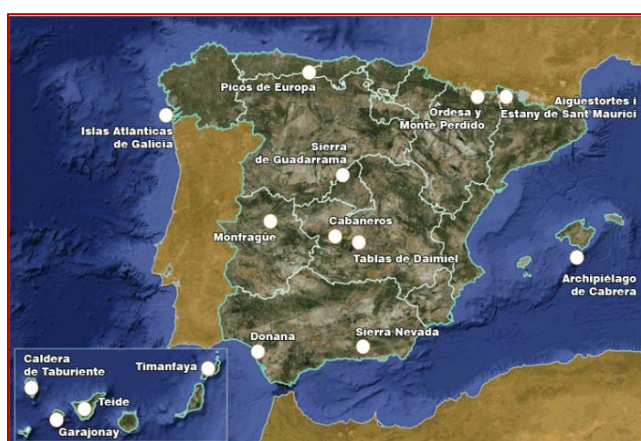 Picos de Europa
Ordesa y
Monte Perdido
Aigüestortes i
Estany de Sant Maurici
Islas Atlánticas
de Galicia
Sierra
de Guadarrama
Monfragüe
Cabañeros
Tablas de Daimiel
Archipiélago
de Cabrera
Doñana
Sierra Nevada
Caldera
de Taburiente
Timanfaya
Teide
Garajonay